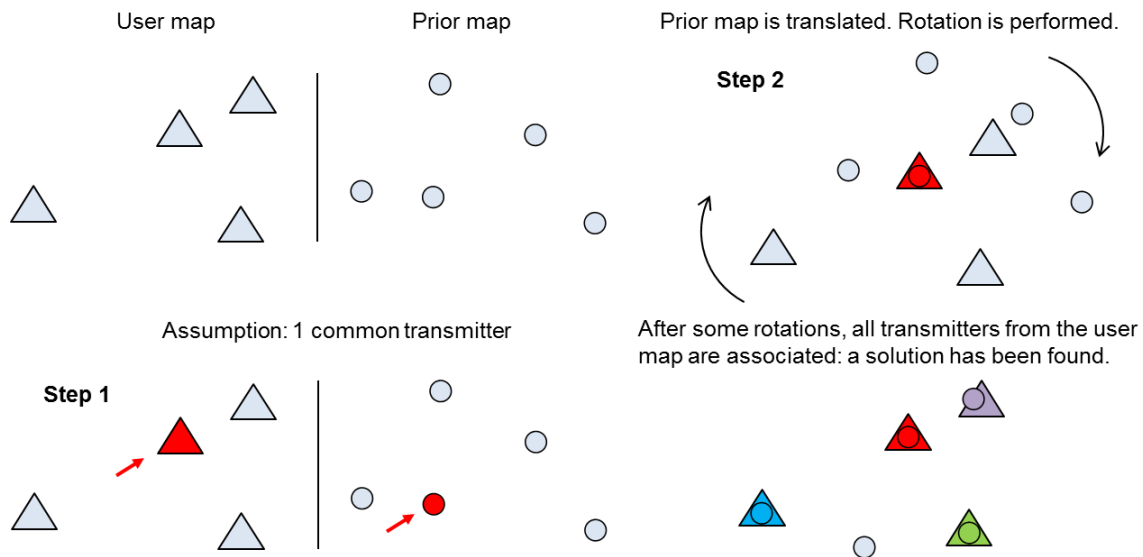 User map
Prior map
Prior map is translated. Rotation is performed.
Step 2
Assumption: 1 common transmitter
After some rotations, all transmitters from the user
map are associated: a solution has been found.
Step 1